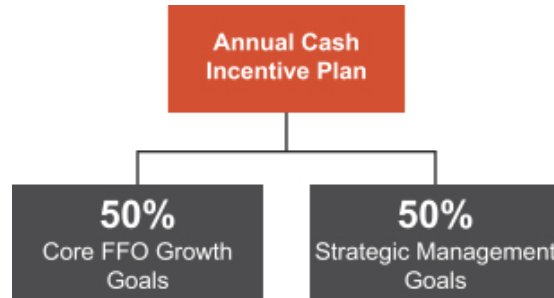 Annual Cash
Incentive Plan
50%
Core FFO Growth
Goals
50%
Strategic Management
Goals